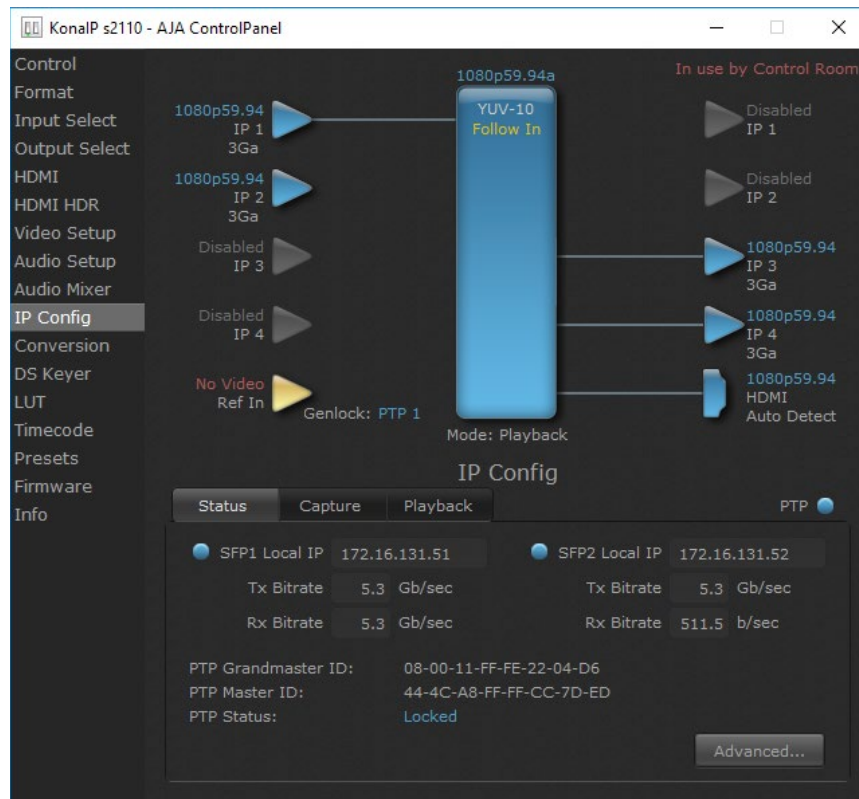 KonaIP s2110 - AJA ControlPanel
Control
Format
Input Select
Output Select
HDMI
HDMI HDR
Video Setup
Audio Setup
Audio Mixer
IP Config
Conversion
DS Keyer
LUT
Timecode
Presets
Firmware
Info
1080p59.94a
In use by Control Room
YUV-10
Follow In
1080p59.94
IP 1
3Ga
1080p59.94
IP 2
3Ga
Disabled
IP 3
Disabled
IP 4
No Video
Ref In
Genlock: PTP 1
Mode: Playback
Disabled
IP 1
Disabled
IP 2
1080p59.94
IP 3
3Ga
1080p59.94
IP 4
3Ga
1080p59.94
HDMI
Auto Detect
IP Config
Status Capture Playback PTP
SFP1 Local IP 172.16.131.51 SFP2 Local IP 172.16.131.52
Tx Bitrate 5.3 Gb/sec Tx Bitrate 5.3 Gb/sec
Rx Bitrate 5.3 Gb/sec Rx Bitrate 511.5 b/sec
PTP Grandmaster ID: 08-00-11-FF-FE-22-04-D6
PTP Master ID: 44-4C-A8-FF-FF-CC-7D-ED
PTP Status: Locked
Advanced...